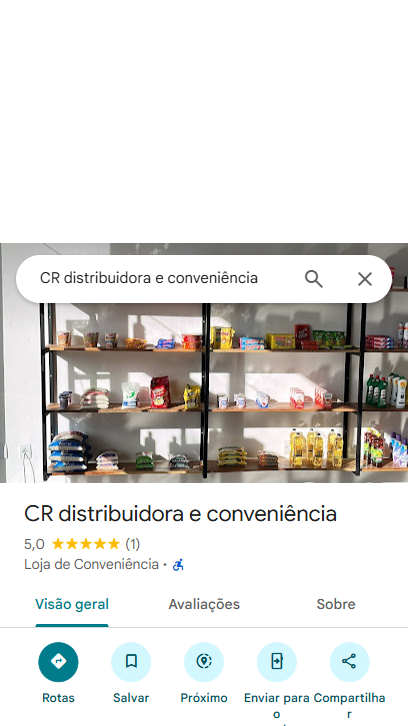 CR distribuidora e conveniência
CR distribuidora e conveniência
5,0 ★★★★★ (1)
Loja de Conveniência ·
Visão geral Avaliações Sobre
Rotas Salvar Próximo Enviar para o Compartilhar